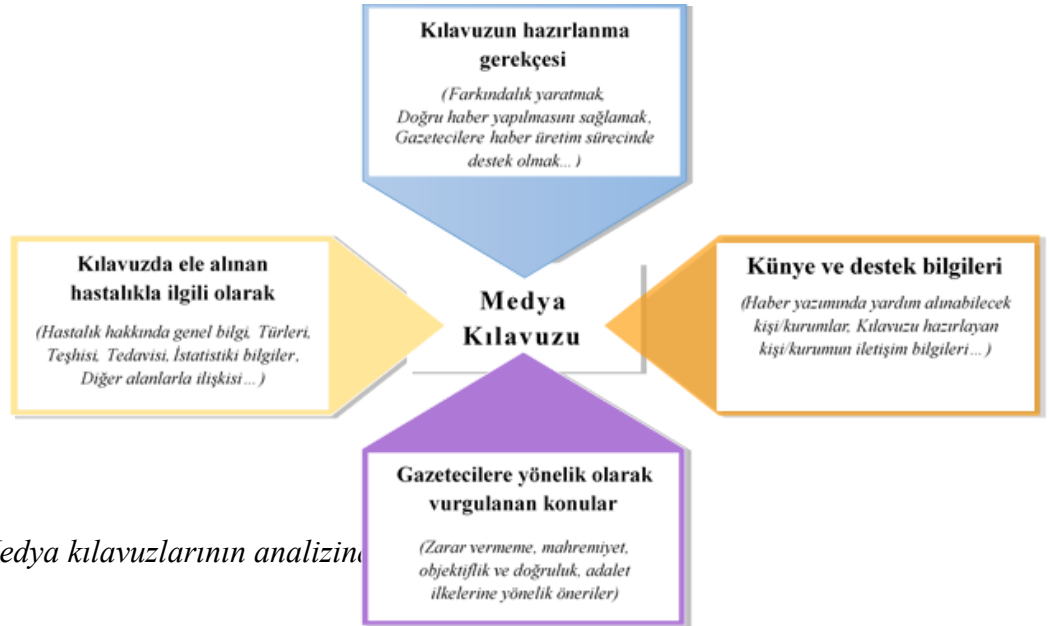 Kılavuzun hazırlanma
gerekçesi
(Farkındalık yaratmak,
Doğru haber yapılmasını sağlamak,
Gazetecilere haber üretim sürecinde
destek olmak... )
Kılavuzda ele alınan
hastalıkla ilgili olarak
(Hastalık hakkında genel bilgi, Türleri,
Teşhisi, Tedavisi, İstatistiki bilgiler,
Diğer alanlarla ilişkisi ... )
Medya
Kılavuzu
Künye ve destek bilgileri
(Haber yazımında yardım alınabilecek
kişi/kurumlar, Kılavuzu hazırlayan
kişi/kurumun iletişim bilgileri ... )
Gazetecilere yönelik olarak
vurgulanan konular
(Zarar vermeme, mahremiyet,
objektiflik ve doğruluk, adalet
ilkelerine yönelik öneriler)
kılavuzlarının